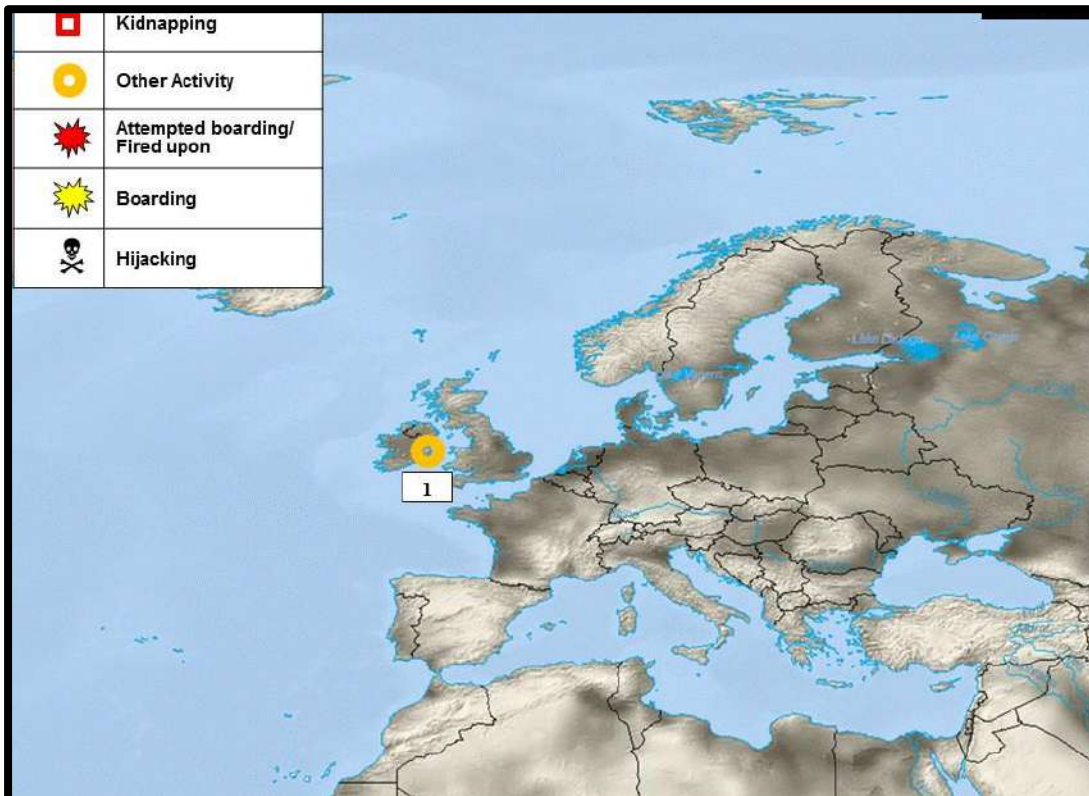 Kidnapping
Other Activity
Attempted boarding/
Fired upon
Boarding
Hijacking
1